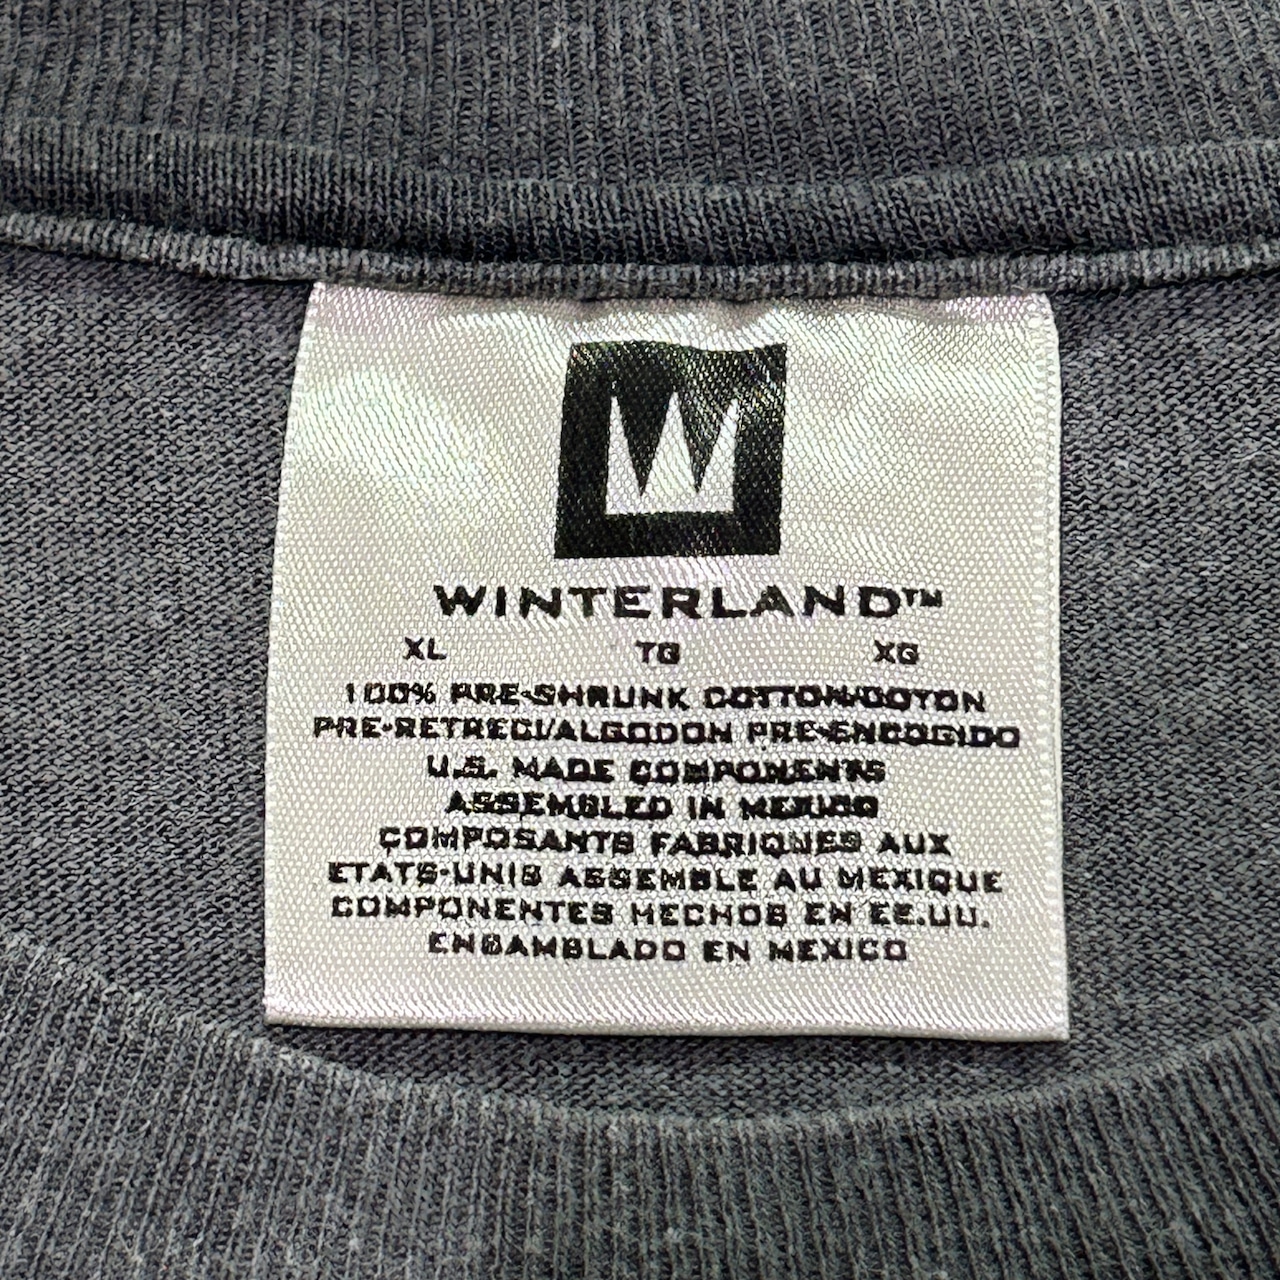 W
WINTERLAND™
XL TG XG
100% PRE-SHRUNK COTTON/COTON
PRE-RETRECI/ALGODON PRE-ENCOGIDO
U.S. MADE COMPONENTS
ASSEMBLED IN MEXICO
COMPOSANTS FABRIQUES AUX
ETATS-UNIS ASSEMBLE AU MEXIQUE
COMPONENTES HECHOS EN EE.UU.
ENSAMBLADO EN MEXICO